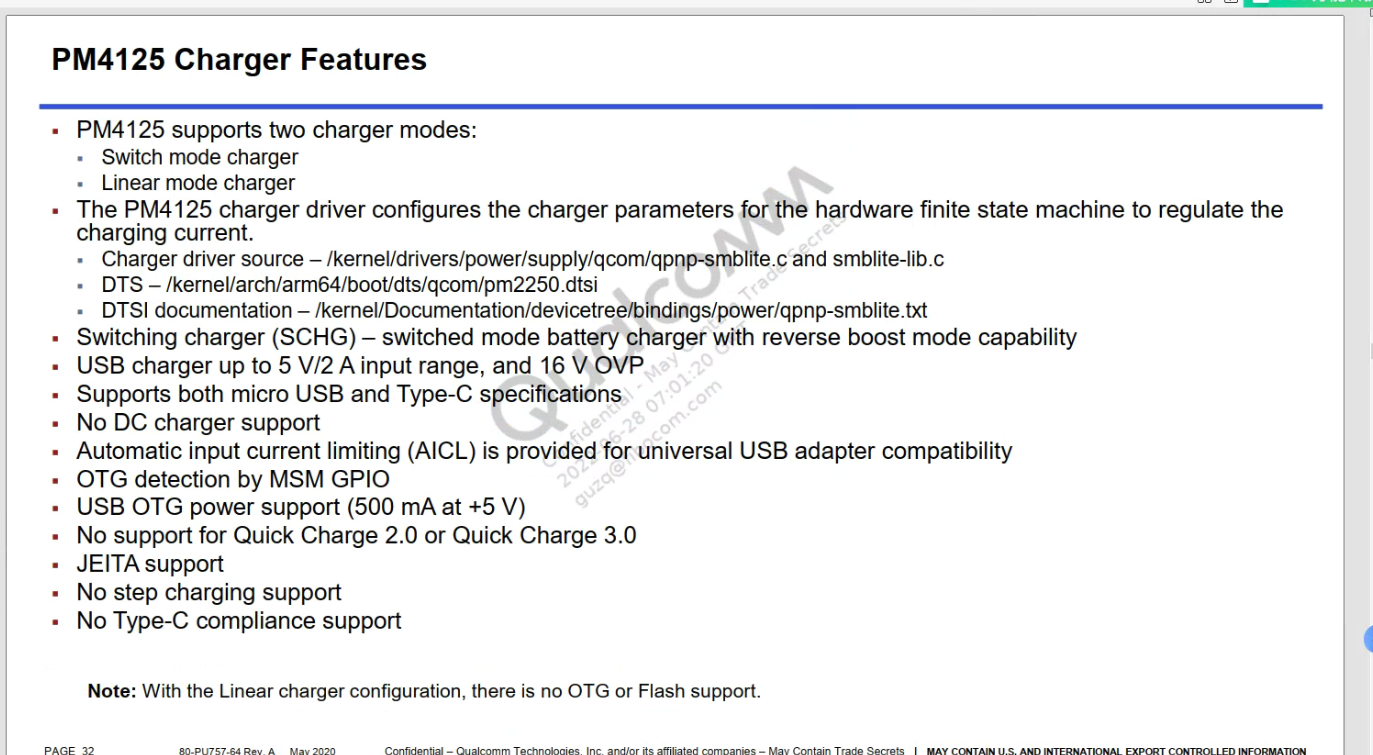 PM4125 Charger Features
▪ PM4125 supports two charger modes:
▪ Switch mode charger
▪ Linear mode charger
▪ The PM4125 charger driver configures the charger parameters for the hardware finite state machine to regulate the
charging current.
▪ Charger driver source – /kernel/drivers/power/supply/qcom/qpnp-smblite.c and smblite-lib.c
▪ DTS – /kernel/arch/arm64/boot/dts/qcom/pm2250.dtsi
▪ DTSI documentation – /kernel/Documentation/devicetree/bindings/power/qpnp-smblite.txt
▪ Switching charger (SCHG) – switched mode battery charger with reverse boost mode capability
▪ USB charger up to 5 V/2 A input range, and 16 V OVP
▪ Supports both micro USB and Type-C specifications
▪ No DC charger support
▪ Automatic input current limiting (AICL) is provided for universal USB adapter compatibility
▪ OTG detection by MSM GPIO
▪ USB OTG power support (500 mA at +5 V)
▪ No support for Quick Charge 2.0 or Quick Charge 3.0
▪ JEITA support
▪ No step charging support
▪ No Type-C compliance support
Note: With the Linear charger configuration, there is no OTG or Flash support.
PAGE 32 80-PU757-64 Rev. A May 2020 Confidential – Qualcomm Technologies, Inc. and/or its affiliated companies – May Contain Trade Secrets | MAY CONTAIN U.S. AND INTERNATIONAL EXPORT CONTROLLED INFORMATION
Qualcomm
Confidential - May Contain Trade Secrets
07:01:20